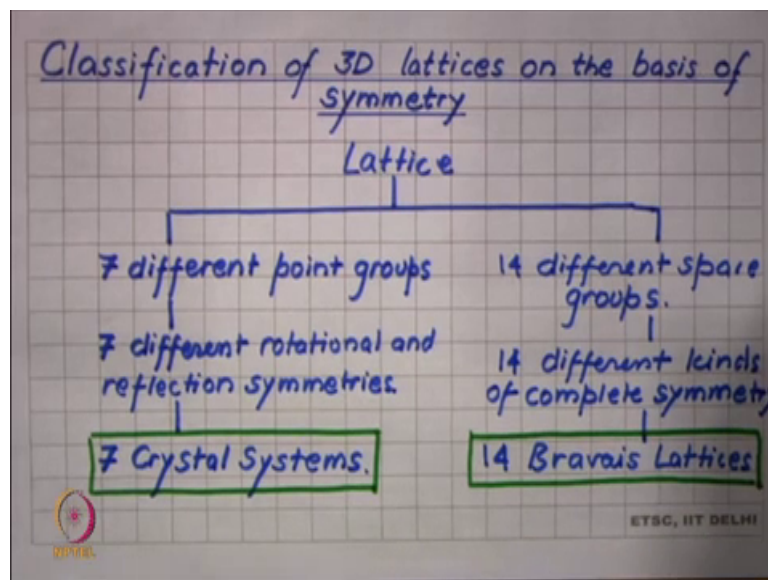 Classification of 3D lattices on the basis of
symmetry
Lattice
7 different point groups
7 different rotational and
reflection symmetries.
7 Crystal Systems.
14 different space
groups.
14 different kinds
of complete symmetry
14 Bravais Lattices
NPTEL
ETSC, IIT DELHI